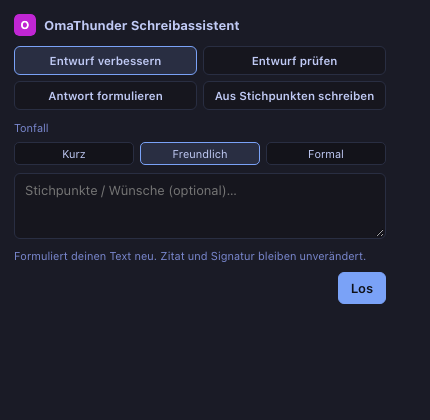 O OmaThunder Schreibassistent
Entwurf verbessern Entwurf prüfen
Antwort formulieren Aus Stichpunkten schreiben
Tonfall
Kurz Freundlich Formal
Stichpunkte / Wünsche (optional)...
Formuliert deinen Text neu. Zitat und Signatur bleiben unverändert.
Los